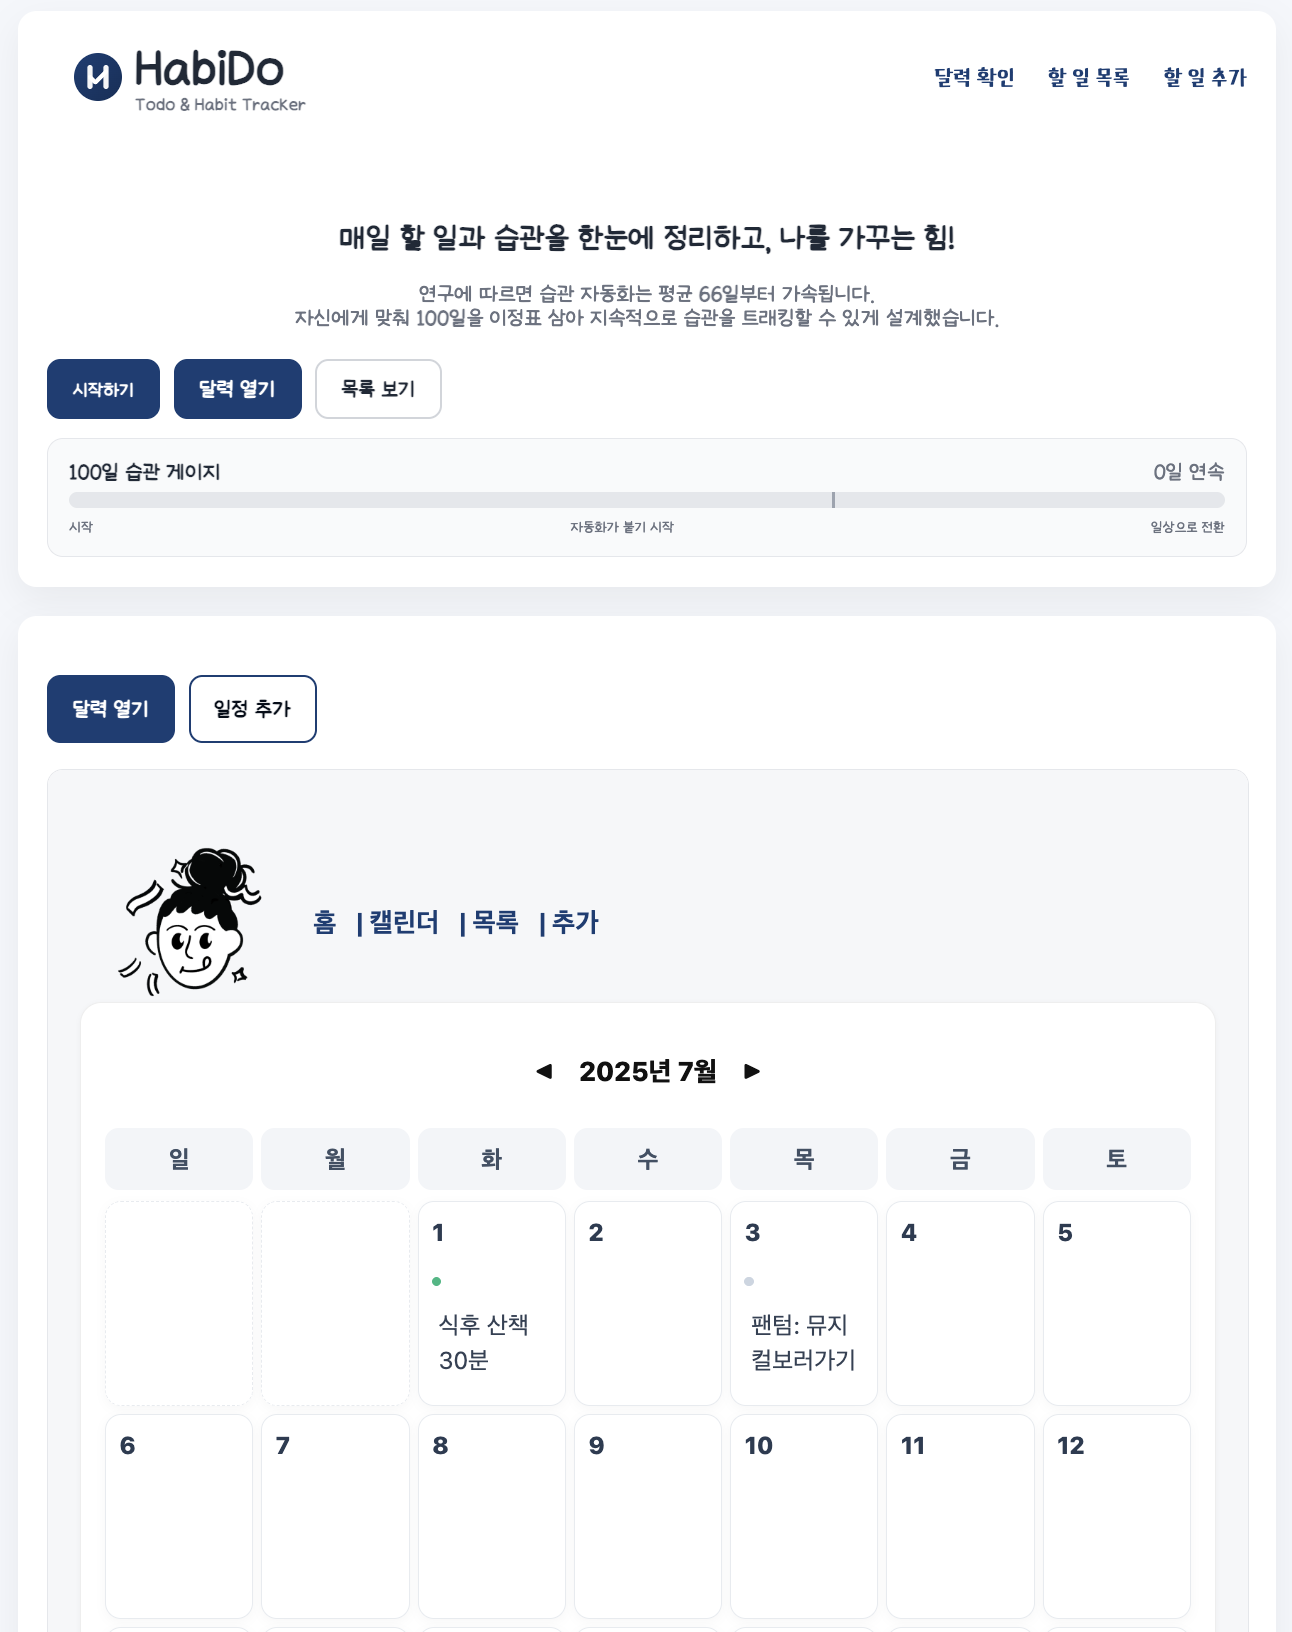 HabiDo
Todo & Habit Tracker
달력 확인 할 일 목록 할 일 추가
매일 할 일과 습관을 한눈에 정리하고, 나를 가꾸는 힘!
연구에 따르면 습관 자동화는 평균 66일부터 가속됩니다.
자신에게 맞춰 100일을 이정표 삼아 지속적으로 습관을 트래킹할 수 있게 설계했습니다.
시작하기 달력 열기 목록 보기
100일 습관 게이지 0일 연속
시작 자동화가 붙기 시작 일상으로 전환
달력 열기 일정 추가
홈 | 캘린더 | 목록 | 추가
◀ 2025년 7월 ▶
일 월 화 수 목 금 토
1 2 3 4 5
식후 산책 팬텀: 뮤지
30분 컬보러가기
6 7 8 9 10 11 12